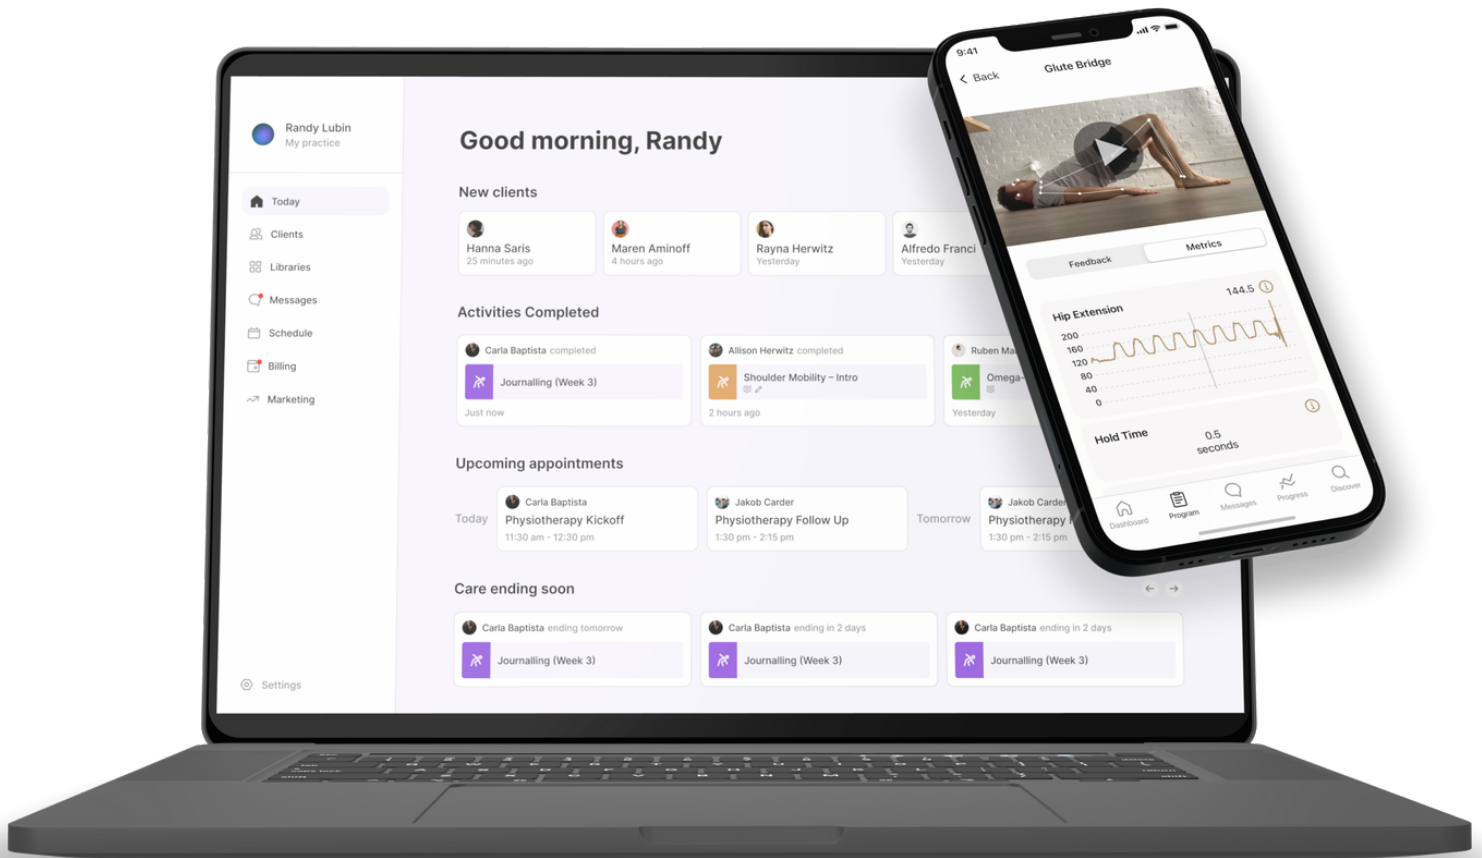 Randy Lubin
My practice
Today
Clients
Libraries
Messages
Schedule
Billing
Marketing
Settings
Good morning, Randy
New clients
Hanna Saris
25 minutes ago
Maren Aminoff
4 hours ago
Rayna Herwitz
Yesterday
Alfredo Franci
Yesterday
Activities Completed
Carla Baptista completed
Journalling (Week 3)
Just now
Allison Herwitz completed
Shoulder Mobility – Intro
2 hours ago
Ruben Ma
Omega-
Yesterday
Upcoming appointments
Today
Carla Baptista
Physiotherapy Kickoff
11:30 am - 12:30 pm
Jakob Carder
Physiotherapy Follow Up
1:30 pm - 2:15 pm
Tomorrow
Jakob Carder
Physiotherapy
1:30 pm - 2:15 pm
Care ending soon
Carla Baptista ending tomorrow
Journalling (Week 3)
Carla Baptista ending in 2 days
Journalling (Week 3)
Carla Baptista ending in 2 days
Journalling (Week 3)
9:41
Back
Glute Bridge
Feedback
Metrics
Hip Extension
144.5
200
160
120
80
40
0
Hold Time
0.5
seconds
Dashboard
Program
Messages
Progress
Discover